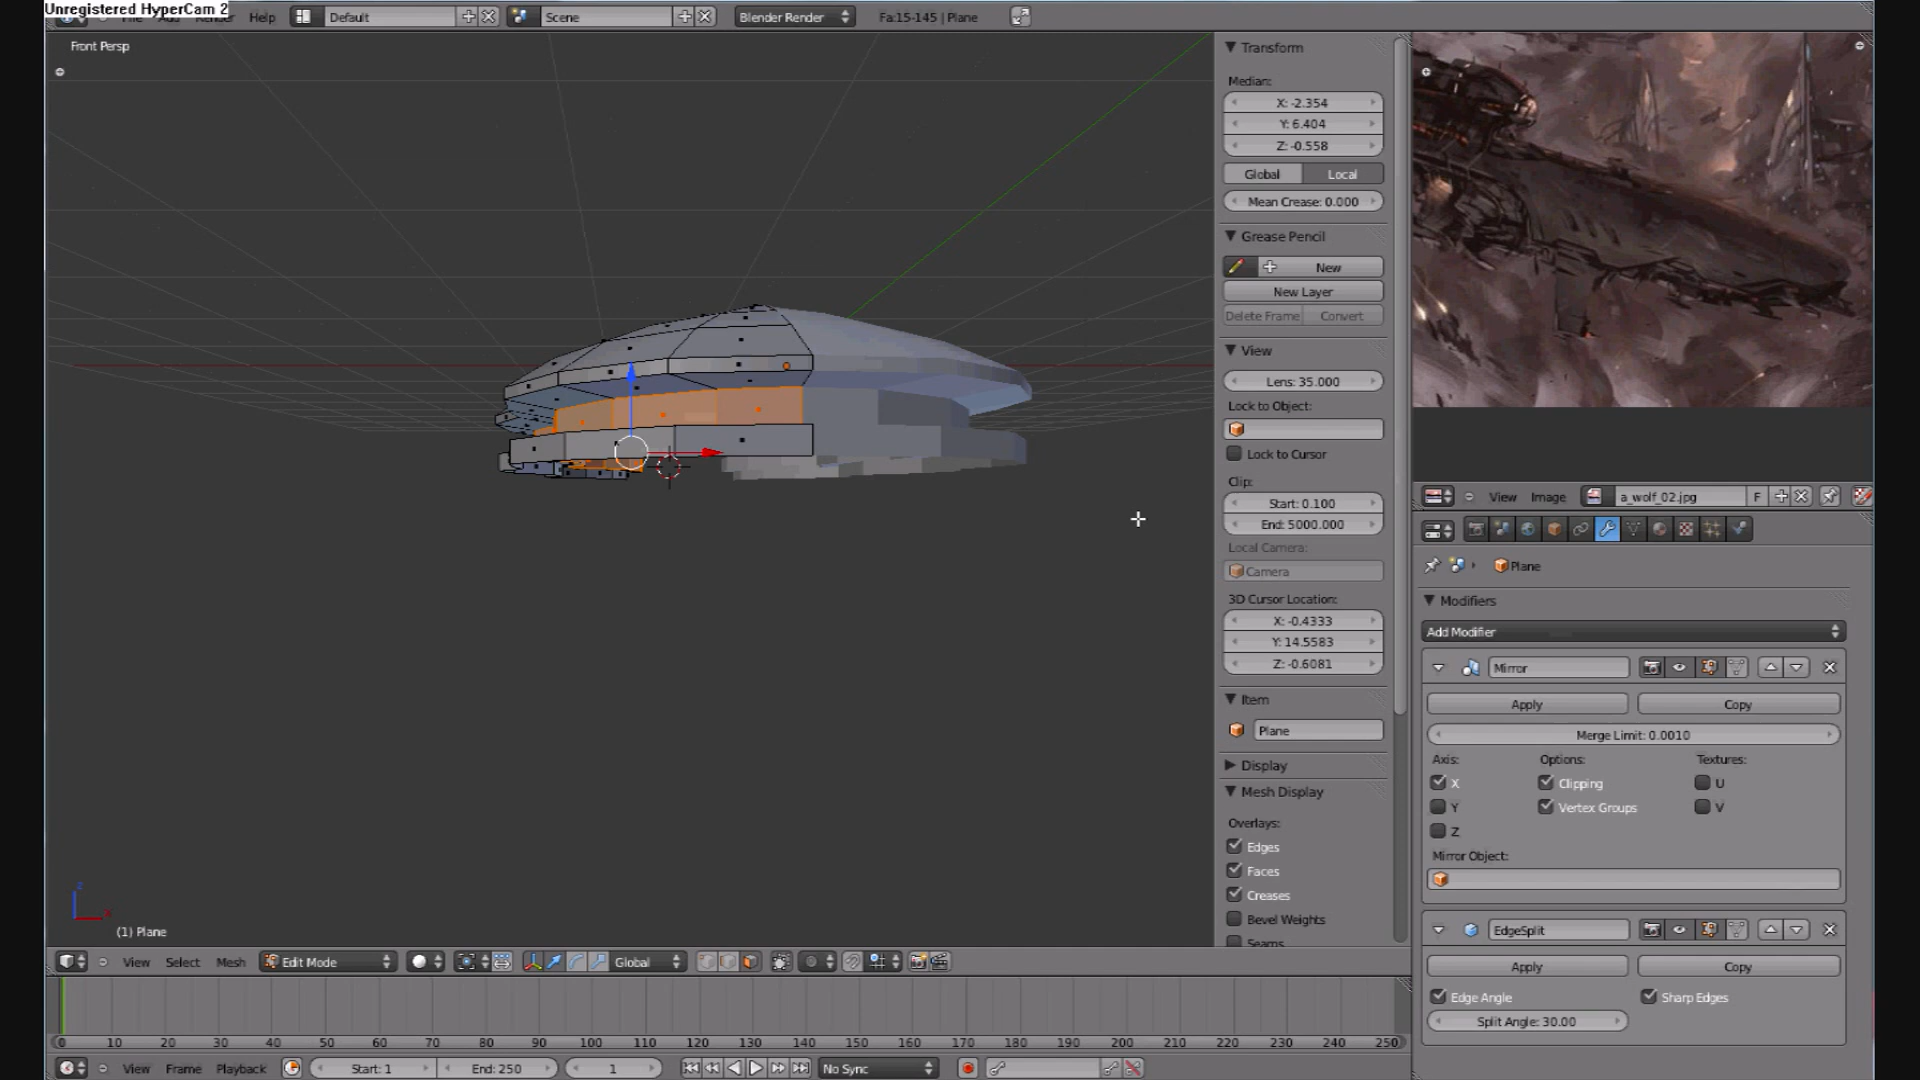 Unregistered HyperCam 2
File Add Render Help Default Scene Blender Render Fa:15-145 | Plane
Front Persp
Transform
Median:
X: -2.354
Y: 6.404
Z: -0.558
Global Local
Mean Crease: 0.000
Grease Pencil
New
New Layer
Delete Frame Convert
View
Lens: 35.000
Lock to Object:
Lock to Cursor
Clip:
Start: 0.100
End: 5000.000
Local Camera:
Camera
3D Cursor Location:
X: -0.4333
Y: 14.5583
Z: -0.6081
Item
Plane
Display
Mesh Display
Overlays:
Edges
Faces
Creases
Bevel Weights
Seams
View Image a_wolf_02.jpg F
Plane
Modifiers
Add Modifier
Mirror
Apply Copy
Merge Limit: 0.0010
Axis: Options: Textures:
X Clipping U
Y Vertex Groups V
Z
Mirror Object:
EdgeSplit
Apply Copy
Edge Angle Sharp Edges
Split Angle: 30.00
z
x
(1) Plane
View Select Mesh Edit Mode Global
0 10 20 30 40 50 60 70 80 90 100 110 120 130 140 150 160 170 180 190 200 210 220 230 240 250
View Frame Playback Start: 1 End: 250 1 No Sync